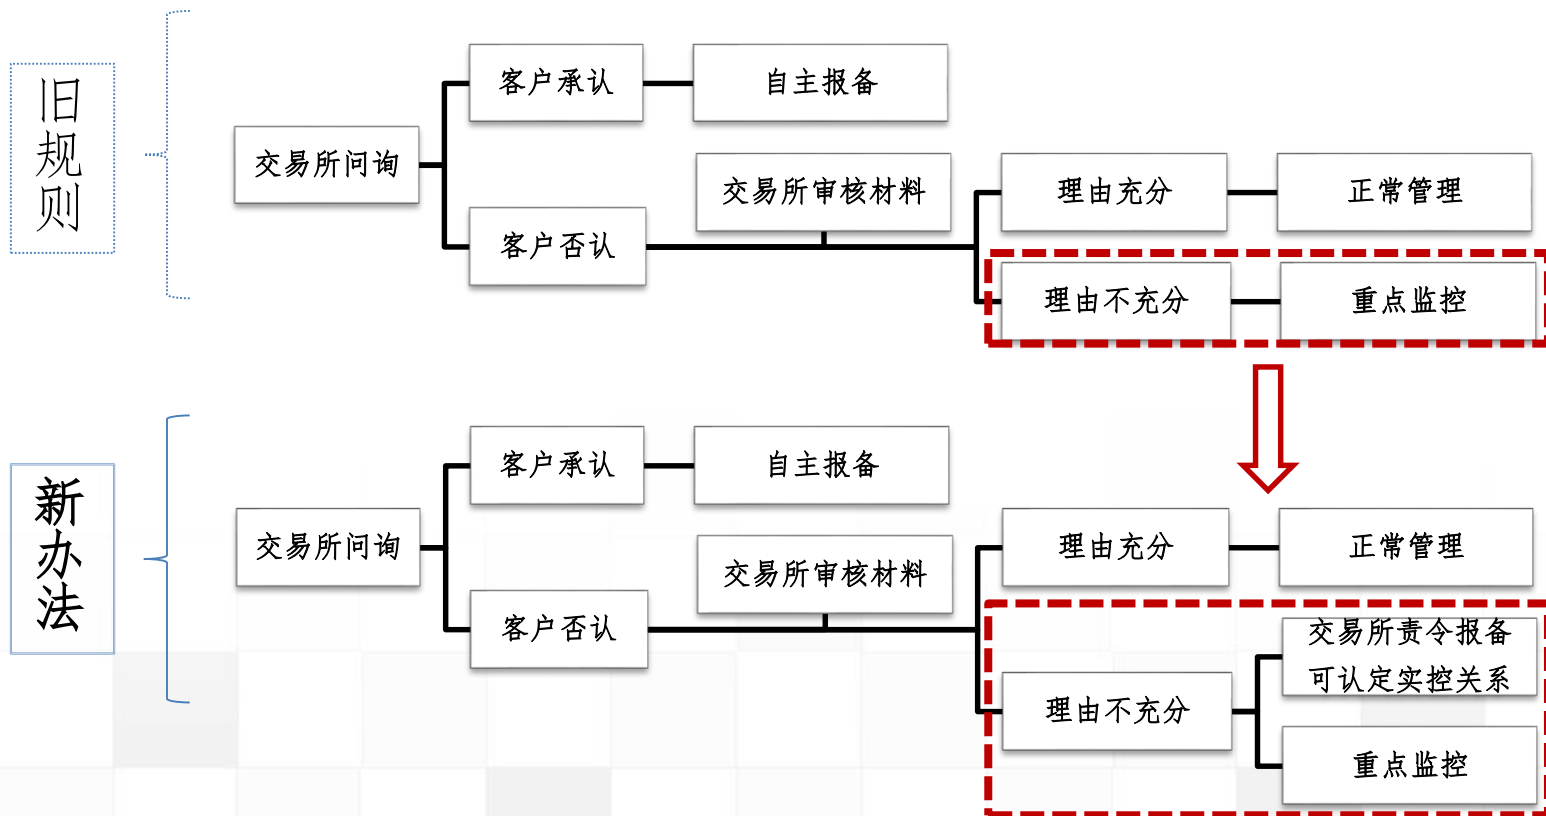 旧规则
交易所问询
客户承认
自主报备
客户否认
交易所审核材料
理由充分
正常管理
理由不充分
重点监控
新办法
交易所问询
客户承认
自主报备
客户否认
交易所审核材料
理由充分
正常管理
理由不充分
交易所责令报备
可认定实控关系
重点监控